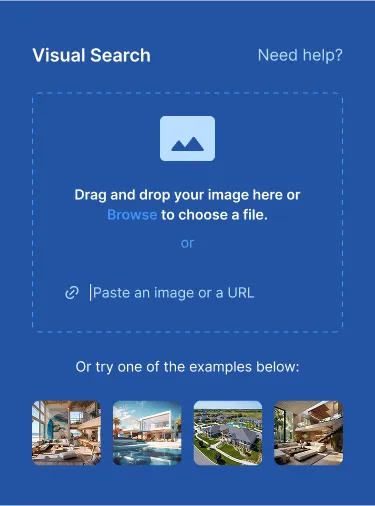 Visual Search
Need help?
Drag and drop your image here or
Browse to choose a file.
or
Paste an image or a URL
Or try one of the examples below: